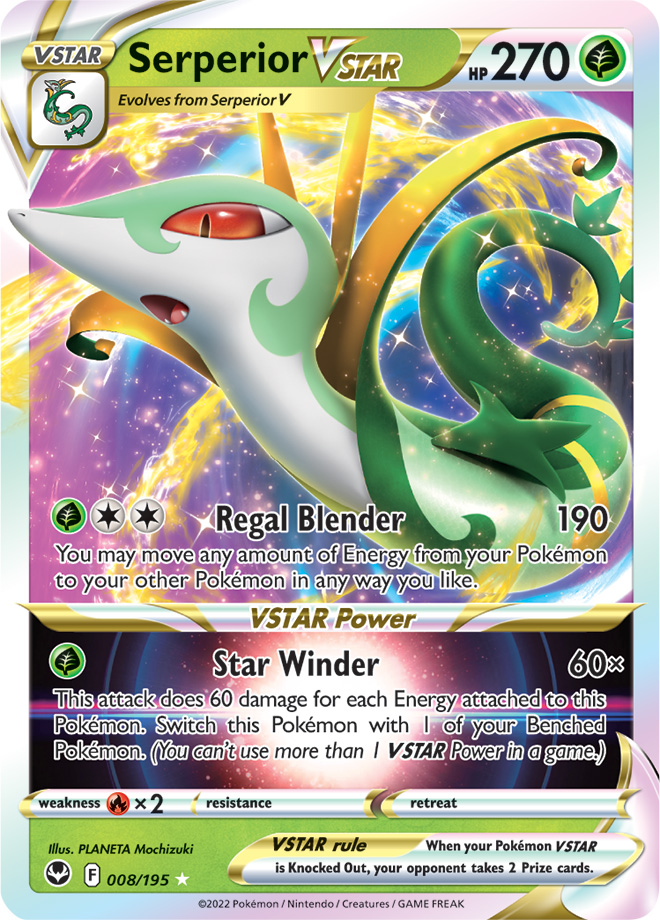 VSTAR
Serperior VSTAR
HP 270
Evolves from Serperior V
Regal Blender 190
You may move any amount of Energy from your Pokémon
to your other Pokémon in any way you like.
VSTAR Power
Star Winder 60×
This attack does 60 damage for each Energy attached to this
Pokémon. Switch this Pokémon with 1 of your Benched
Pokémon. (You can't use more than 1 VSTAR Power in a game.)
weakness ×2 resistance retreat
Illus. PLANETA Mochizuki
F 008/195
VSTAR rule When your Pokémon VSTAR
is Knocked Out, your opponent takes 2 Prize cards.
©2022 Pokémon / Nintendo / Creatures / GAME FREAK